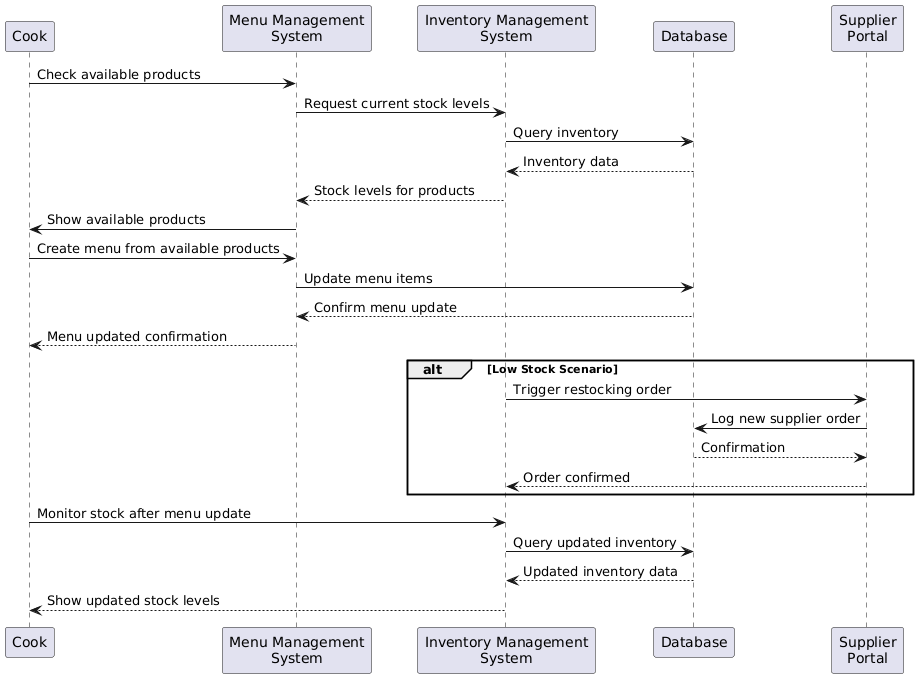 Cook
Menu Management
System
Inventory Management
System
Database
Supplier
Portal
Check available products
Request current stock levels
Query inventory
Inventory data
Stock levels for products
Show available products
Create menu from available products
Update menu items
Confirm menu update
Menu updated confirmation
alt
[Low Stock Scenario]
Trigger restocking order
Log new supplier order
Confirmation
Order confirmed
Monitor stock after menu update
Query updated inventory
Updated inventory data
Show updated stock levels
Cook
Menu Management
System
Inventory Management
System
Database
Supplier
Portal